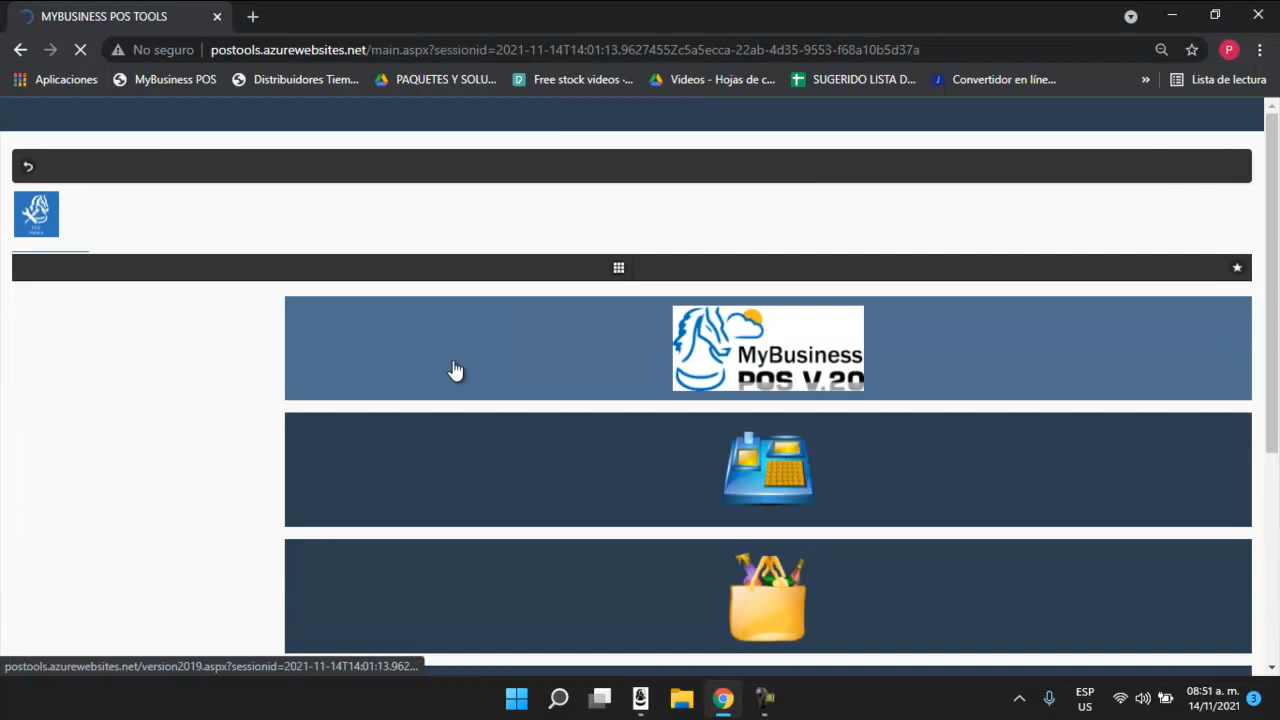 MYBUSINESS POS TOOLS
No seguro
postools.azurewebsites.net/main.aspx?sessionid=2021-11-14T14:01:13.9627455Zc5a5ecca-22ab-4d35-9553-f68a10b5d37a
P
Aplicaciones
MyBusiness POS
Distribuidores Tiem...
PAQUETES Y SOLU...
Free stock videos -...
Videos - Hojas de c...
SUGERIDO LISTA D...
Convertidor en líne...
»
Lista de lectura
MyBusiness
POS V.20
postools.azurewebsites.net/version2019.aspx?sessionid=2021-11-14T14:01:13.962...
ESP
US
08:51 a. m.
14/11/2021
3